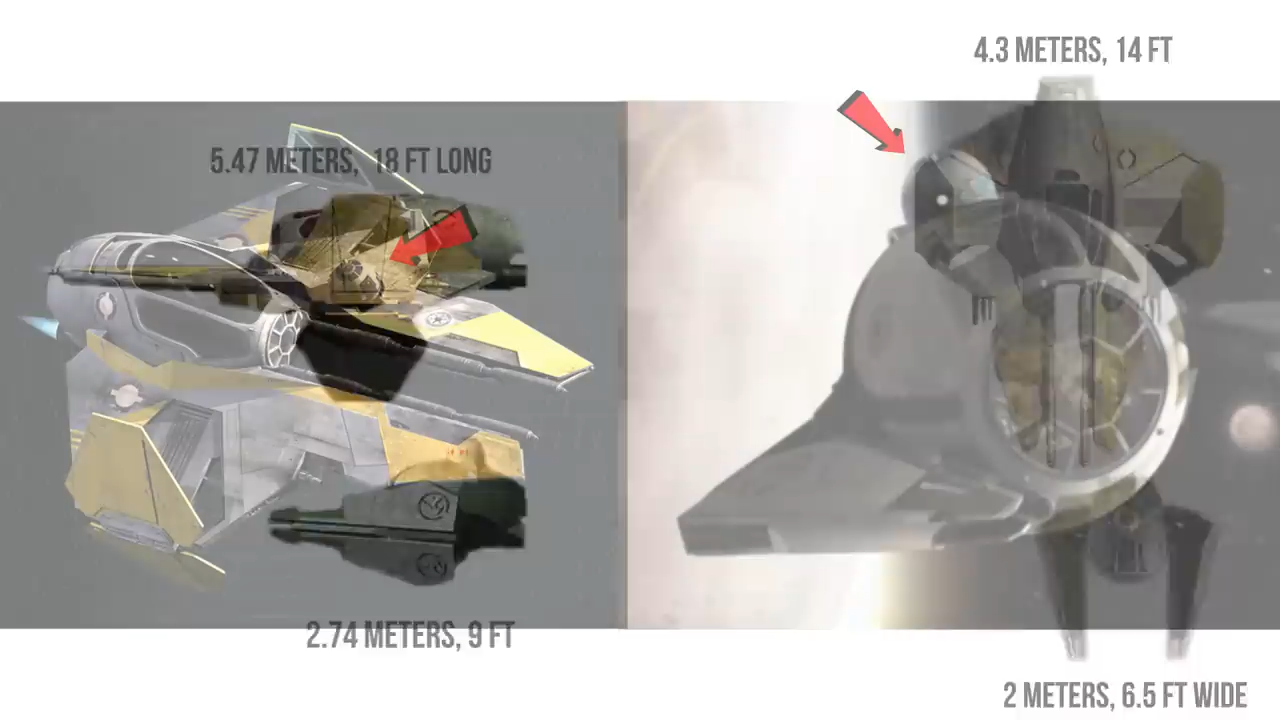 4.3 METERS, 14 FT
5.47 METERS, 18 FT LONG
2.74 METERS, 9 FT
2 METERS, 6.5 FT WIDE